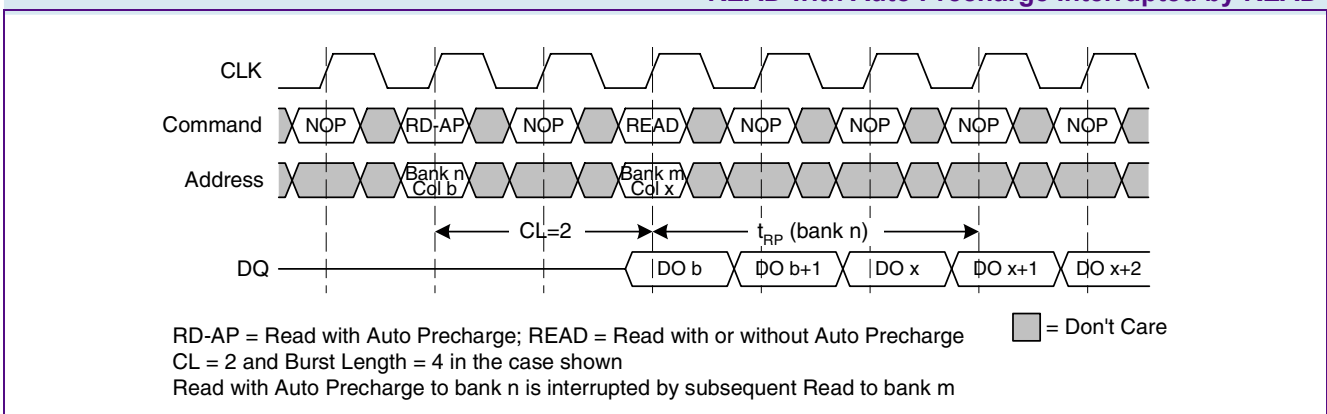 READ with Auto Precharge Interrupted by READ
CLK
Command NOP RD-AP NOP READ NOP NOP NOP NOP
Address Bank n Col b Bank m Col x
CL=2 tRP (bank n)
DQ DO b DO b+1 DO x DO x+1 DO x+2
RD-AP = Read with Auto Precharge; READ = Read with or without Auto Precharge
= Don't Care
CL = 2 and Burst Length = 4 in the case shown
Read with Auto Precharge to bank n is interrupted by subsequent Read to bank m